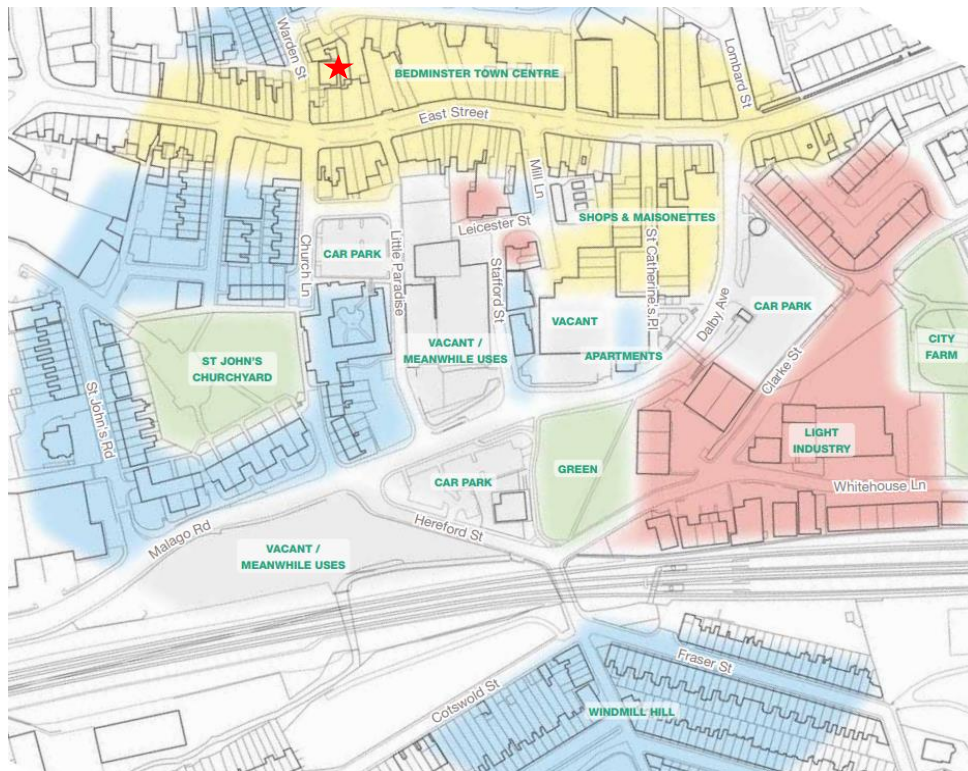 Warden St
Lombard St
BEDMINSTER TOWN CENTRE
East Street
Mill Ln
SHOPS & MAISONETTES
Leicester St
Church Ln
CAR PARK
Little Paradise
Stafford St
St Catherine's Pl
Dalby Ave
CAR PARK
VACANT
CITY
FARM
VACANT /
MEANWHILE USES
APARTMENTS
ST JOHN'S
CHURCHYARD
Clarke St
St John's Rd
LIGHT
INDUSTRY
GREEN
CAR PARK
Whitehouse Ln
Malago Rd
Hereford St
VACANT /
MEANWHILE USES
Fraser St
Cotswold St
WINDMILL HILL